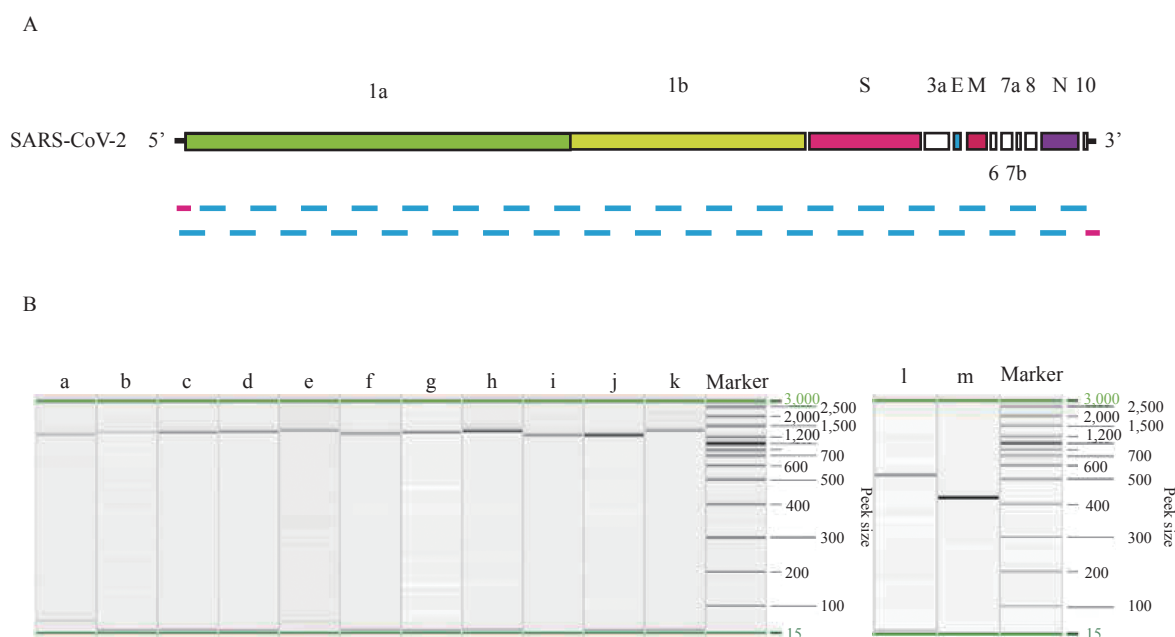 A
1a 1b S 3a E M 7a 8 N 10
SARS-CoV-2 5’ 3’
6 7b
B
a b c d e f g h i j k Marker l m Marker
3,000 3,000
2,500 2,500
2,000 2,000
1,500 1,500
1,200 1,200
700 700
600 600
500 500
400 400
300 300
200 200
100 100
15 15
Peek size Peek size